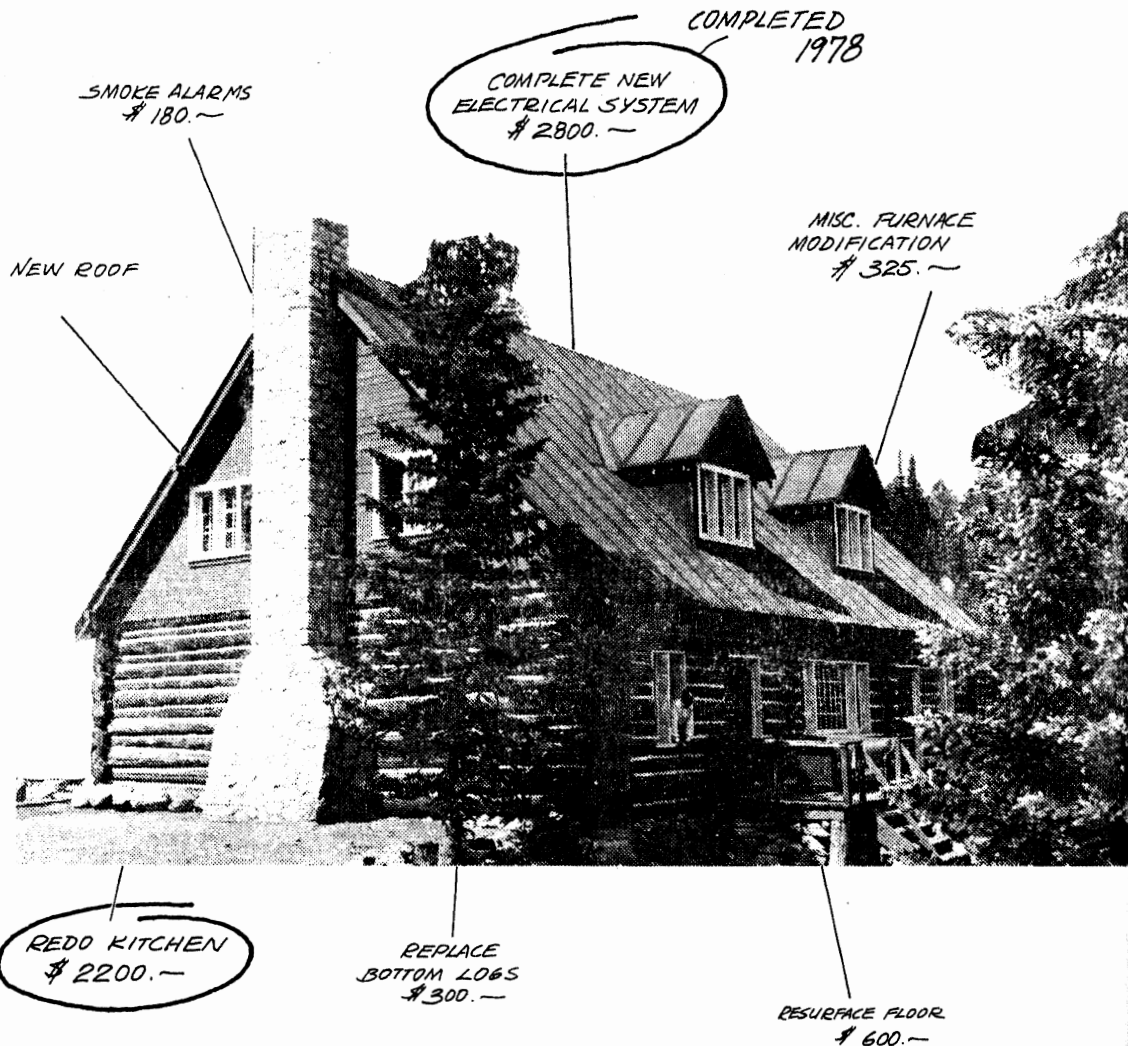 COMPLETED
1978
COMPLETE NEW
ELECTRICAL SYSTEM
$ 2800.~
SMOKE ALARMS
$ 180.~
MISC. FURNACE
MODIFICATION
$ 325.~
NEW ROOF
REDO KITCHEN
$ 2200.~
REPLACE
BOTTOM LOGS
$ 300.~
RESURFACE FLOOR
$ 600.~